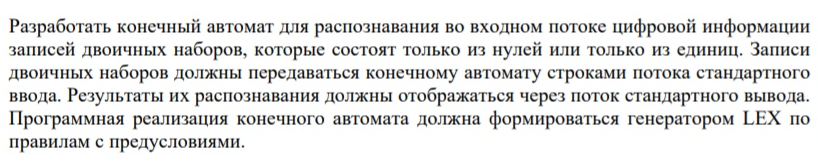 Разработать конечный автомат для распознавания во входном потоке цифровой информации
записей двоичных наборов, которые состоят только из нулей или только из единиц. Записи
двоичных наборов должны передаваться конечному автомату строками потока стандартного
ввода. Результаты их распознавания должны отображаться через поток стандартного вывода.
Программная реализация конечного автомата должна формироваться генератором LEX по
правилам с предусловиями.